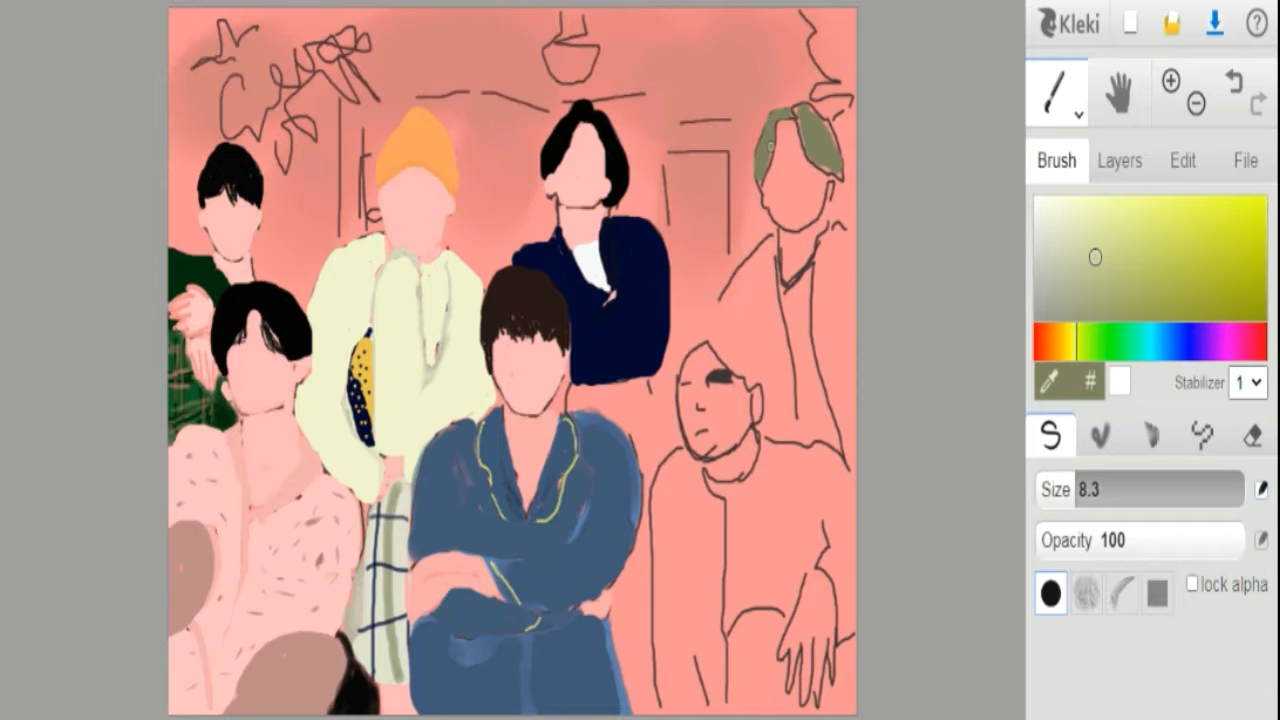 Kleki
Brush Layers Edit File
# Stabilizer 1
Size 8.3
Opacity 100
lock alpha